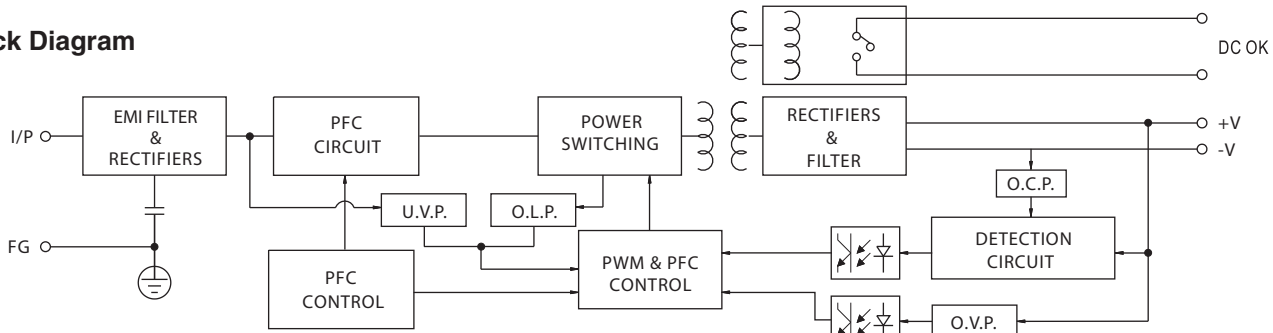 ck Diagram
DC OK
I/P
EMI FILTER
&
RECTIFIERS
PFC
CIRCUIT
POWER
SWITCHING
RECTIFIERS
&
FILTER
+V
-V
U.V.P.
O.L.P.
O.C.P.
FG
PFC
CONTROL
PWM & PFC
CONTROL
DETECTION
CIRCUIT
O.V.P.